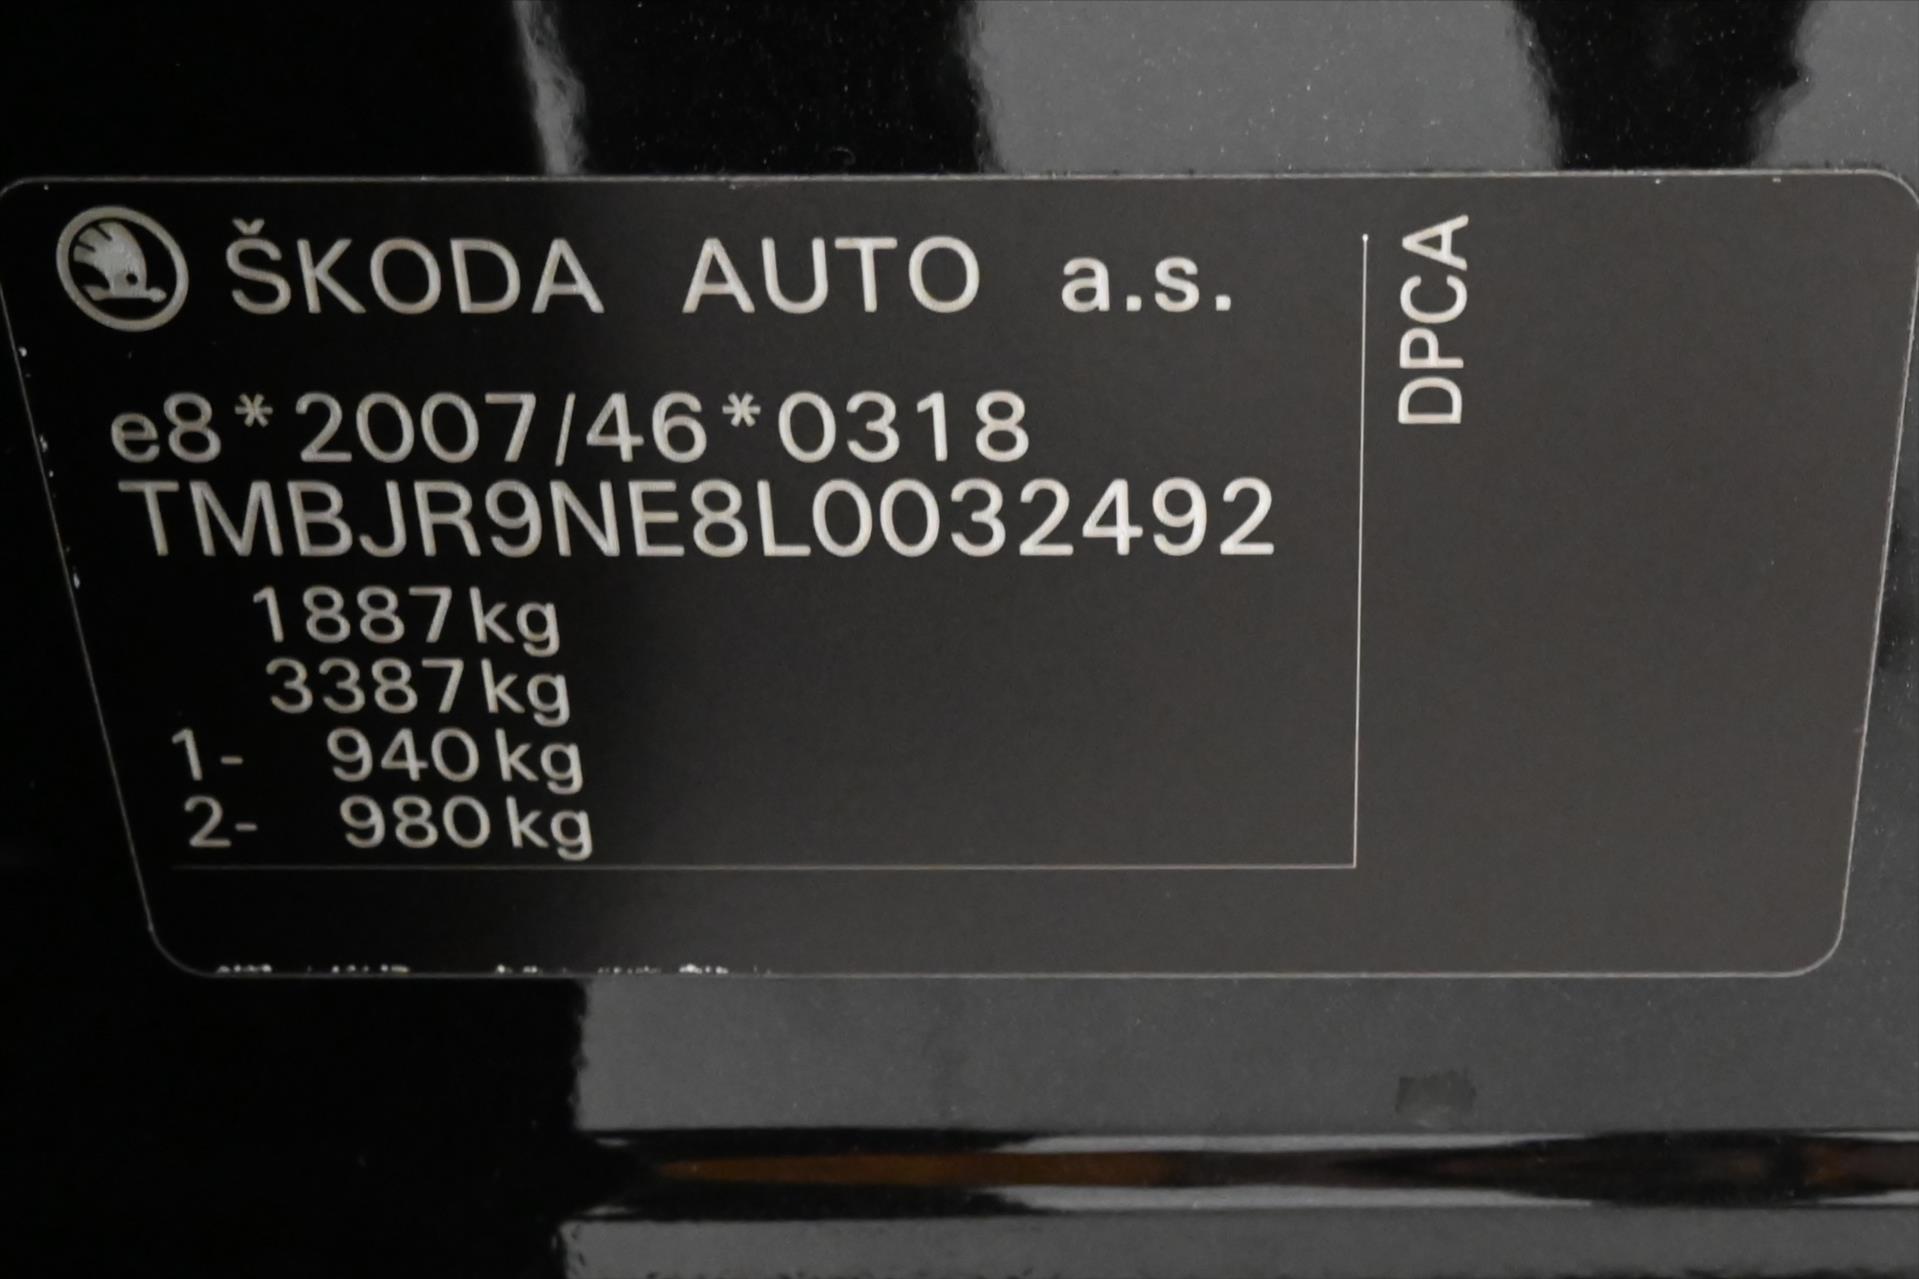 ŠKODA AUTO a.s.
e8*2007/46*0318
TMBJR9NE8L0032492
1887kg
3387kg
1- 940kg
2- 980kg
DPCA